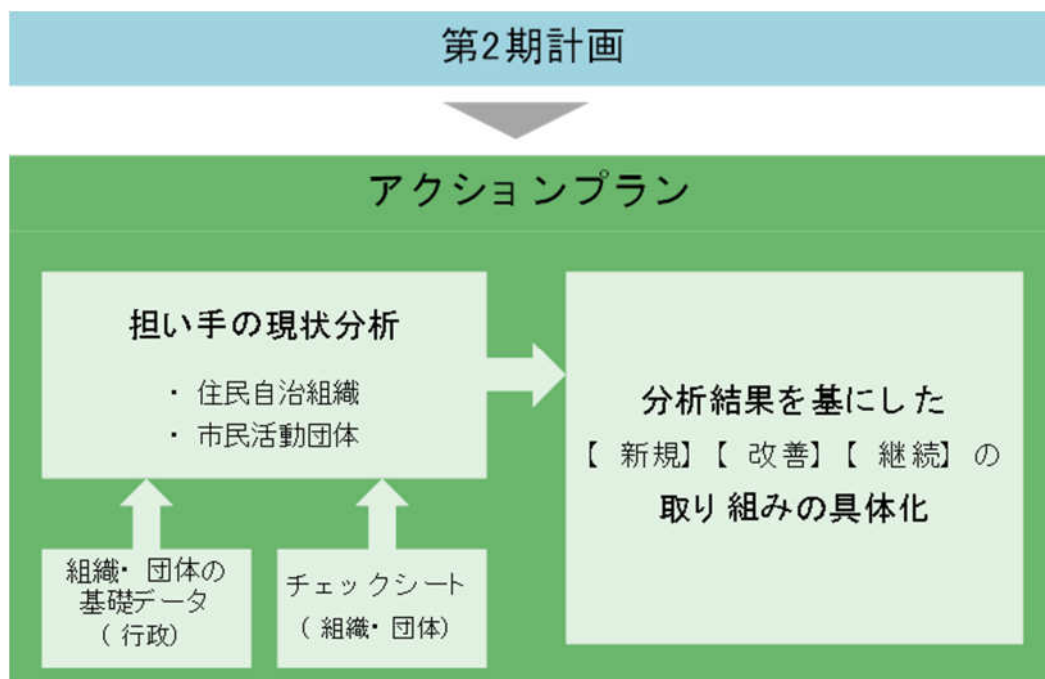 第2期計画
アクションプラン
担い手の現状分析
・ 住民自治組織
・ 市民活動団体
組織・団体の
基礎データ
(行政)
チェックシート
(組織・団体)
分析結果を基にした
【 新規】【 改善】【 継続】の
取り組みの具体化